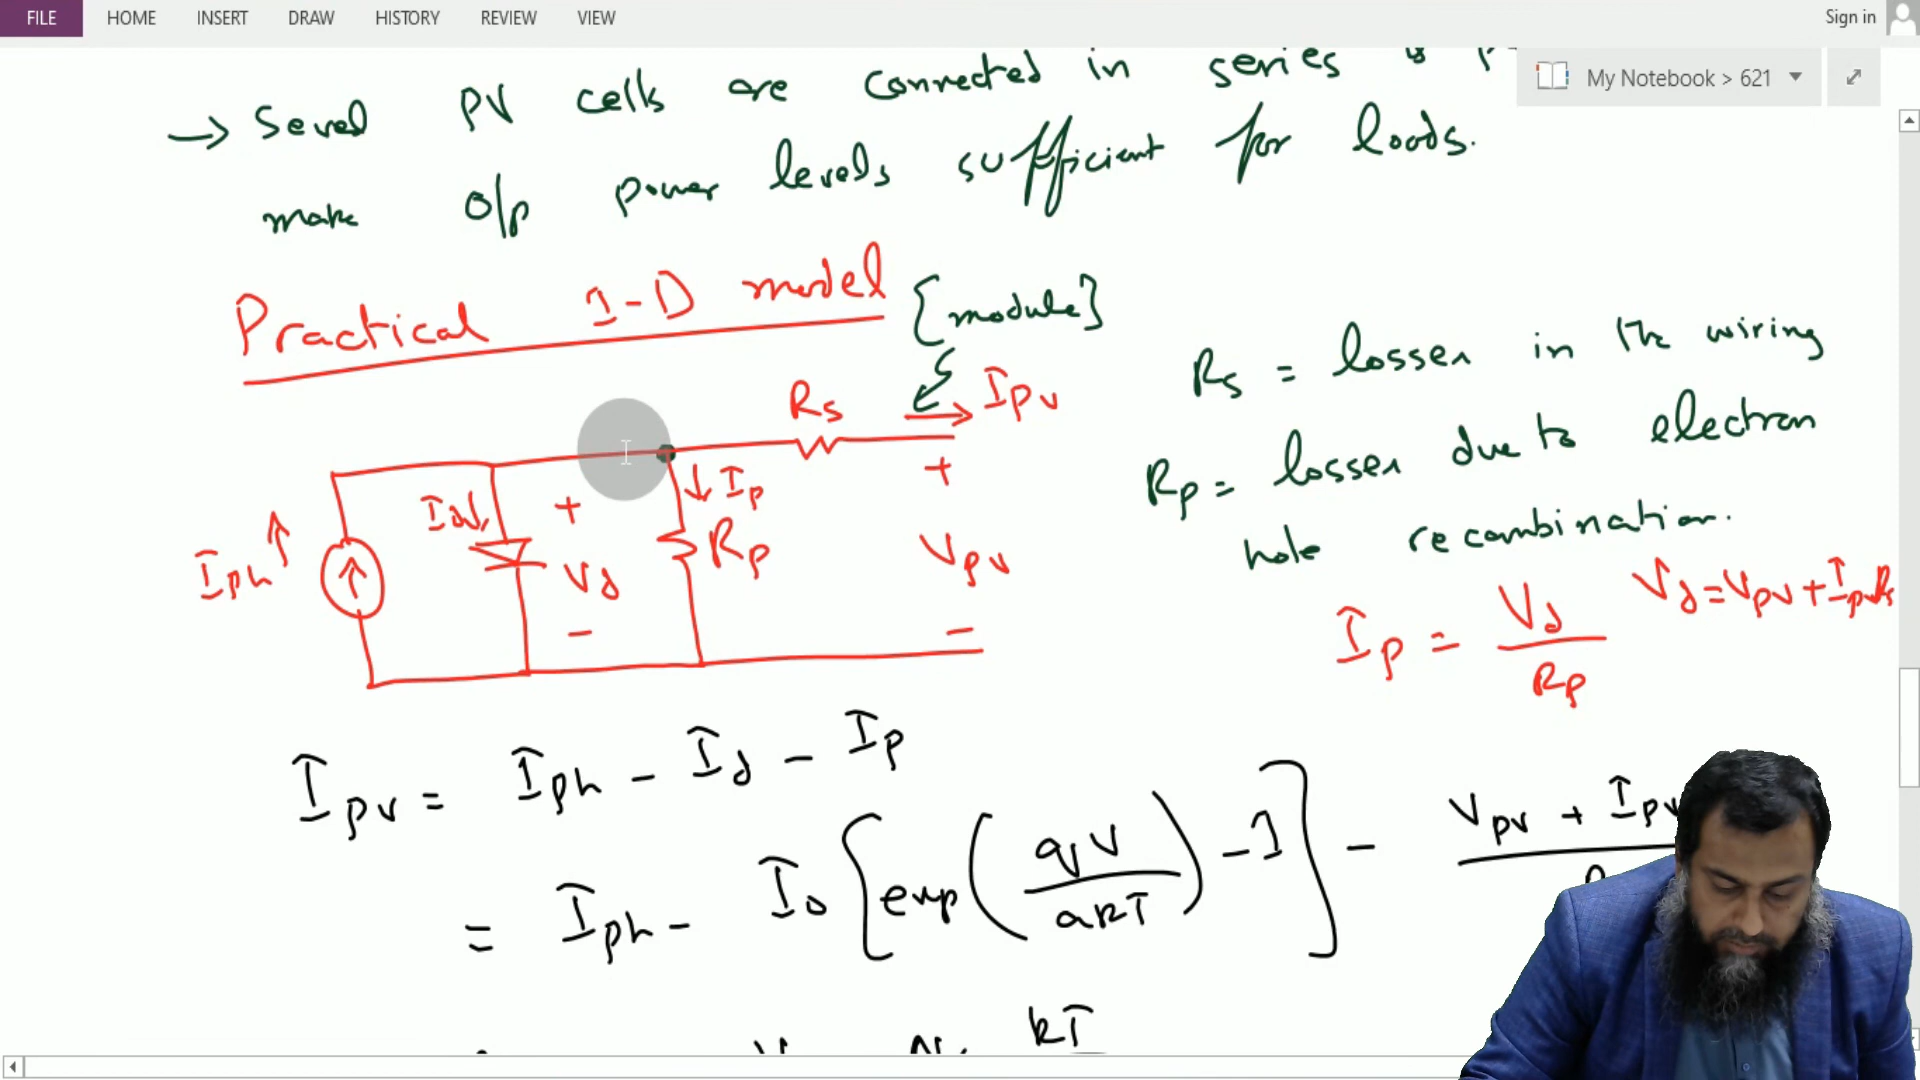 FILE HOME INSERT DRAW HISTORY REVIEW VIEW Sign in
My Notebook > 621
→ Several PV cells are connected in series &
make o/p power levels sufficient for loads.
Practical 1-D model {module}
Rs = losses in the wiring
Rp = losses due to electron
hole recombination.
Rs Ipv
Iph ↑ Id ↓ + Vd - ↓ Ip Rp + Vpv -
Ip = Vd / Rp Vd = Vpv + Ipv Rs
Ipv = Iph - Id - Ip
= Iph - Io [exp(qV / akT) - 1] - Vpv + Ipv
kT